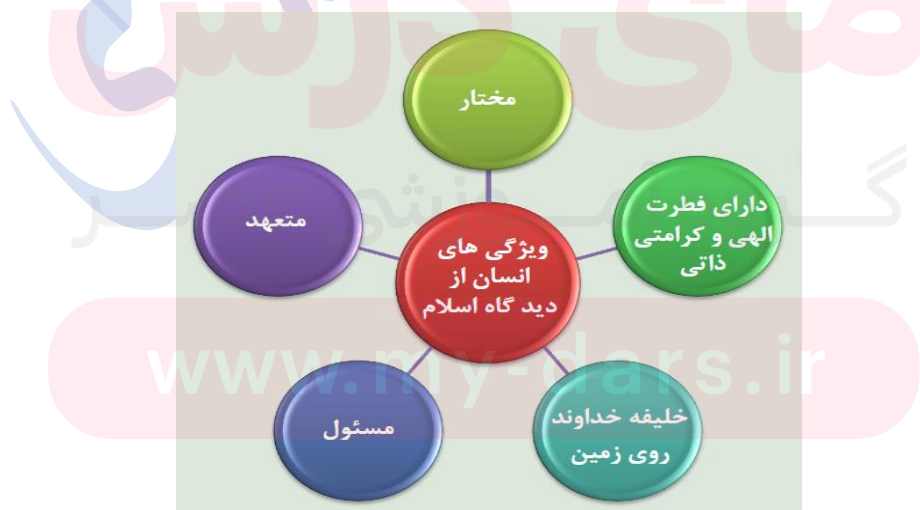 مختار
دارای فطرت
الهی و کرامتی
ذاتی
متعهد
ویژگی های
انسان از
دید گاه اسلام
خلیفه خداوند
روی زمین
مسئول
www.my-dars.ir